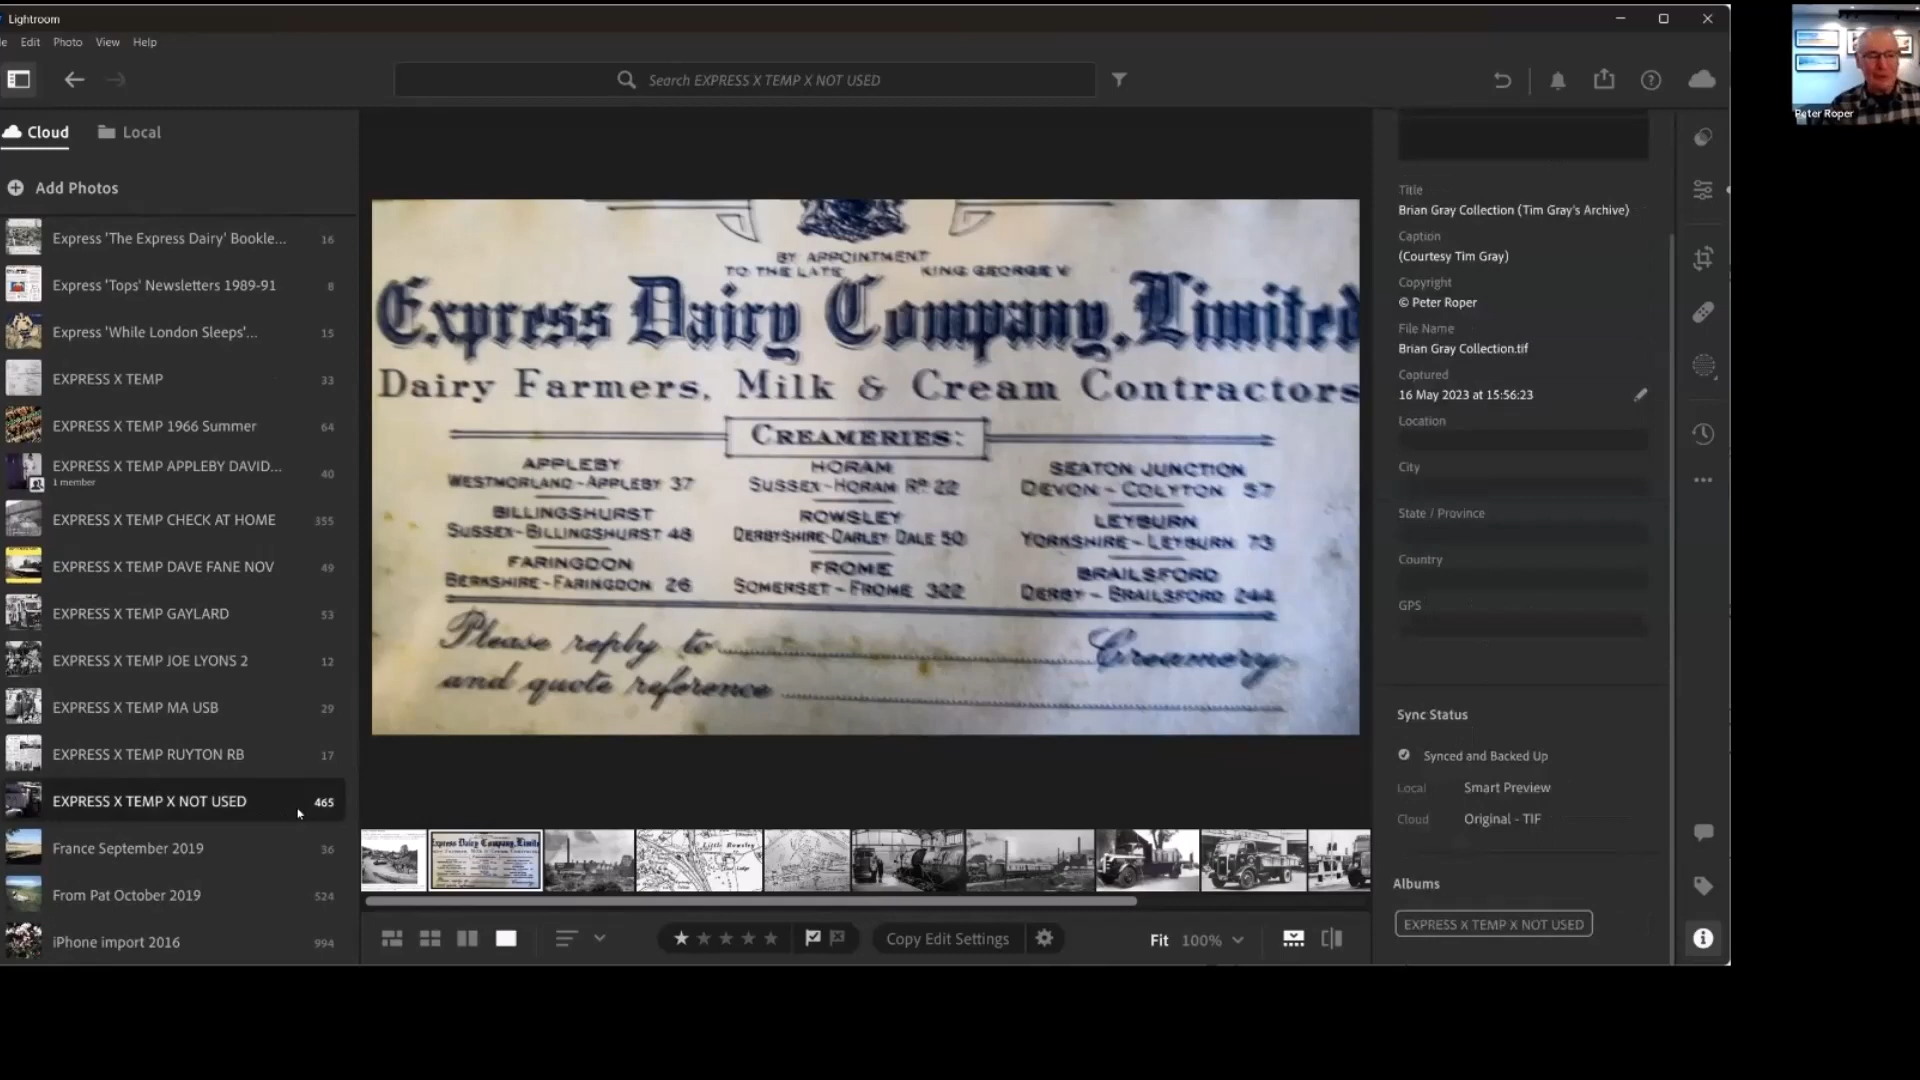 Lightroom
Edit Photo View Help
Search EXPRESS X TEMP X NOT USED
Peter Roper
Cloud Local
Add Photos
Express 'The Express Dairy' Bookle... 16
Express 'Tops' Newsletters 1989-91 8
Express 'While London Sleeps'... 15
EXPRESS X TEMP 33
EXPRESS X TEMP 1966 Summer 64
EXPRESS X TEMP APPLEBY DAVID... 40
1 member
EXPRESS X TEMP CHECK AT HOME 355
EXPRESS X TEMP DAVE FANE NOV 49
EXPRESS X TEMP GAYLARD 53
EXPRESS X TEMP JOE LYONS 2 12
EXPRESS X TEMP MA USB 29
EXPRESS X TEMP RUYTON RB 17
EXPRESS X TEMP X NOT USED 465
France September 2019 36
From Pat October 2019 524
iPhone import 2016 994
BY APPOINTMENT
TO THE LATE KING GEORGE V
Express Dairy Company, Limited
Dairy Farmers, Milk & Cream Contractors
CREAMERIES:
APPLEBY HORAM SEATON JUNCTION
WESTMORLAND - APPLEBY 37 SUSSEX - HORAM RD 22 DEVON - COLYTON 57
BILLINGSHURST ROWSLEY LEYBURN
SUSSEX - BILLINGSHURST 48 DERBYSHIRE - DARLEY DALE 50 YORKSHIRE - LEYBURN 73
FARINGDON FROME BRAILSFORD
BERKSHIRE - FARINGDON 26 SOMERSET - FROME 322 DERBY - BRAILSFORD 244
Please reply to Creamery
and quote reference
Little Rowsley
Copy Edit Settings
Fit 100%
Title
Brian Gray Collection (Tim Gray's Archive)
Caption
(Courtesy Tim Gray)
Copyright
© Peter Roper
File Name
Brian Gray Collection.tif
Captured
16 May 2023 at 15:56:23
Location
City
State / Province
Country
GPS
Sync Status
Synced and Backed Up
Local Smart Preview
Cloud Original - TIF
Albums
EXPRESS X TEMP X NOT USED